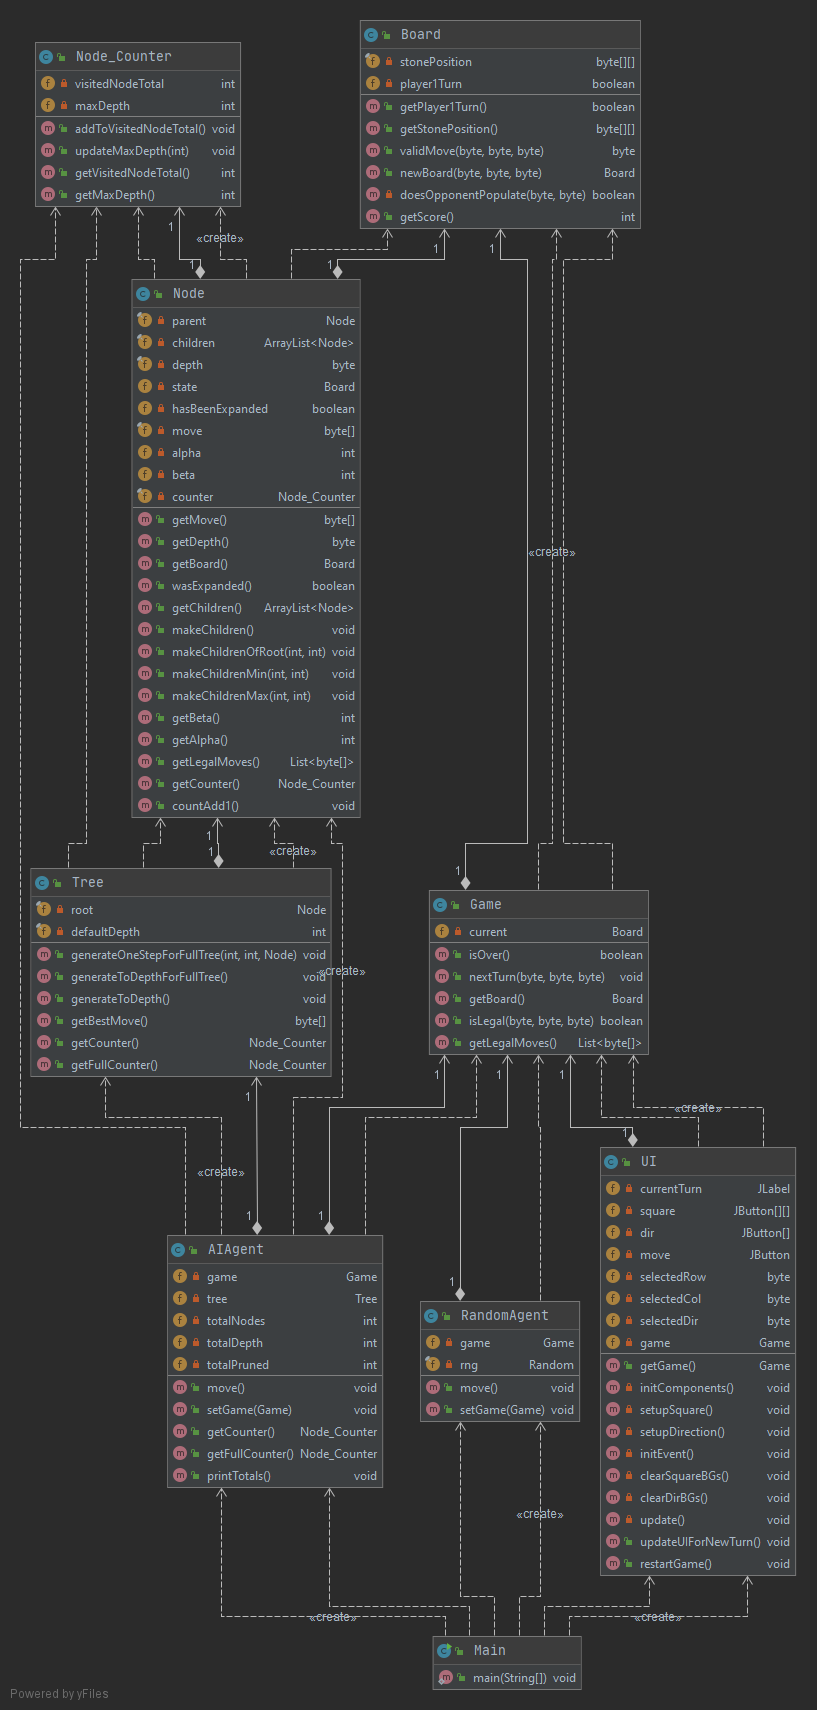 Node_Counter
visitedNodeTotal int
maxDepth int
addToVisitedNodeTotal() void
updateMaxDepth(int) void
getVisitedNodeTotal() int
getMaxDepth() int
Board
stonePosition byte[][]
player1Turn boolean
getPlayer1Turn() boolean
getStonePosition() byte[][]
validMove(byte, byte, byte) byte
newBoard(byte, byte, byte) Board
doesOpponentPopulate(byte, byte) boolean
getScore() int
1
«create»
1
1
1
1
1
Node
parent Node
children ArrayList<Node>
depth byte
state Board
hasBeenExpanded boolean
move byte[]
alpha int
beta int
counter Node_Counter
getMove() byte[]
getDepth() byte
getBoard() Board
wasExpanded() boolean
getChildren() ArrayList<Node>
makeChildren() void
makeChildrenOfRoot(int, int) void
makeChildrenMin(int, int) void
makeChildrenMax(int, int) void
getBeta() int
getAlpha() int
getLegalMoves() List<byte[]>
getCounter() Node_Counter
countAdd1() void
«create»
1
1
«create»
1
Tree
root Node
defaultDepth int
generateOneStepForFullTree(int, int, Node) void
generateToDepthForFullTree() void
generateToDepth() void
getBestMove() byte[]
getCounter() Node_Counter
getFullCounter() Node_Counter
«create»
Game
current Board
isOver() boolean
nextTurn(byte, byte, byte) void
getBoard() Board
isLegal(byte, byte, byte) boolean
getLegalMoves() List<byte[]>
1
1
1
1
«create»
1
«create»
1
1
1
UI
currentTurn JLabel
square JButton[][]
dir JButton[]
move JButton
selectedRow byte
selectedCol byte
selectedDir byte
game Game
getGame() Game
initComponents() void
setupSquare() void
setupDirection() void
initEvent() void
clearSquareBGs() void
clearDirBGs() void
update() void
updateUIForNewTurn() void
restartGame() void
AIAgent
game Game
tree Tree
totalNodes int
totalDepth int
totalPruned int
move() void
setGame(Game) void
getCounter() Node_Counter
getFullCounter() Node_Counter
printTotals() void
1
RandomAgent
game Game
rng Random
move() void
setGame(Game) void
«create»
«create»
«create»
Main
main(String[]) void
Powered by yFiles